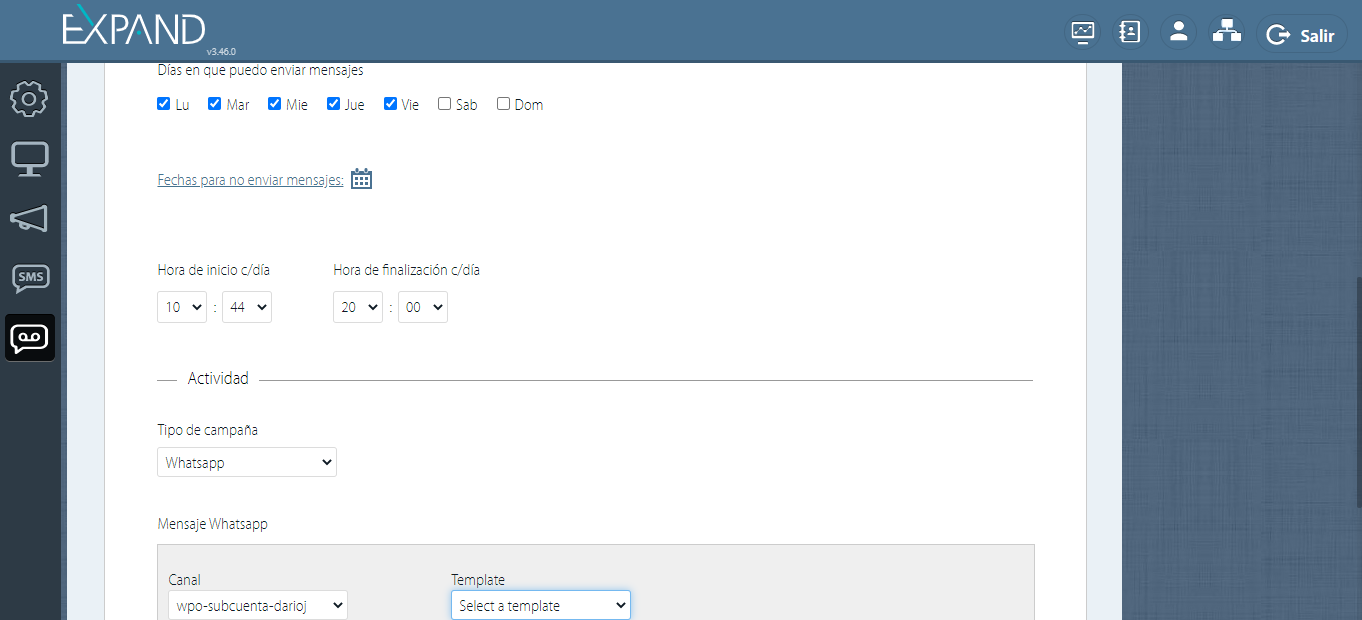 EXPAND
v3.46.0
Salir
Días en que puedo enviar mensajes
Lu Mar Mie Jue Vie Sab Dom
Fechas para no enviar mensajes:
Hora de inicio c/día Hora de finalización c/día
10 : 44 20 : 00
SMS
Actividad
Tipo de campaña
Whatsapp
Mensaje Whatsapp
Canal Template
wpo-subcuenta-darioj Select a template